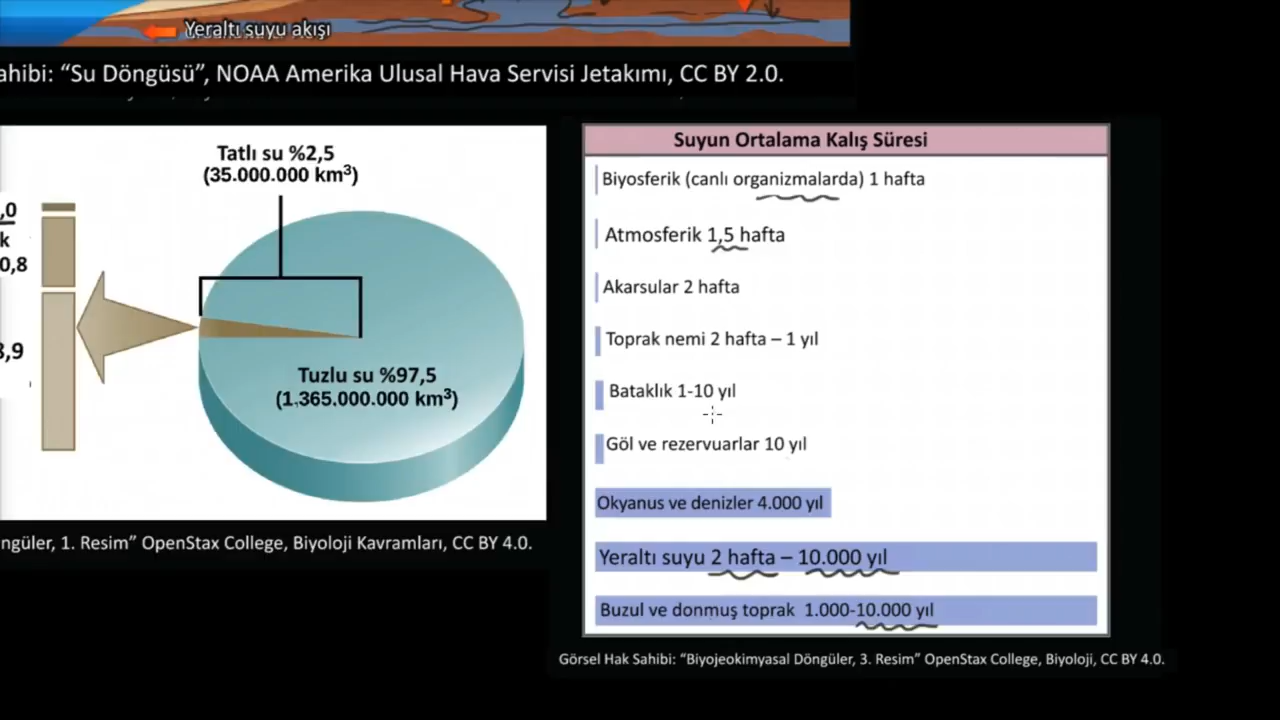 Yeraltı suyu akışı
ahibi: “Su Döngüsü”, NOAA Amerika Ulusal Hava Servisi Jetakımı, CC BY 2.0.
Tatlı su %2,5
(35.000.000 km³)
,0
k
0,8
8,9
Tuzlu su %97,5
(1.365.000.000 km³)
ngüler, 1. Resim” OpenStax College, Biyoloji Kavramları, CC BY 4.0.
Suyun Ortalama Kalış Süresi
Biyosferik (canlı organizmalarda) 1 hafta
Atmosferik 1,5 hafta
Akarsular 2 hafta
Toprak nemi 2 hafta – 1 yıl
Bataklık 1-10 yıl
Göl ve rezervuarlar 10 yıl
Okyanus ve denizler 4.000 yıl
Yeraltı suyu 2 hafta – 10.000 yıl
Buzul ve donmuş toprak 1.000-10.000 yıl
Görsel Hak Sahibi: “Biyojeokimyasal Döngüler, 3. Resim” OpenStax College, Biyoloji, CC BY 4.0.